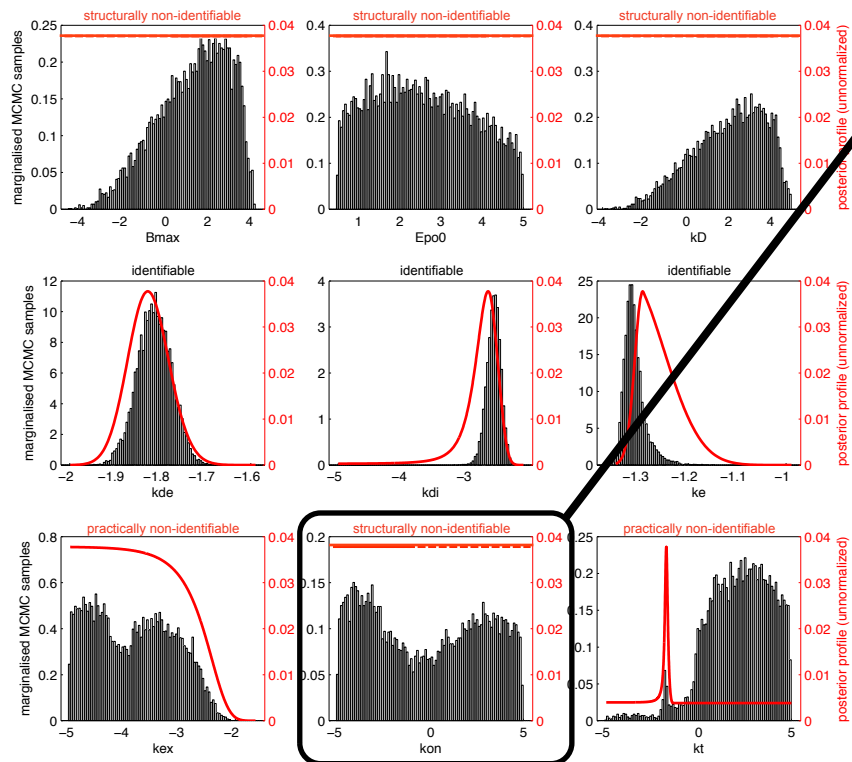 structurally non-identifiable structurally non-identifiable structurally non-identifiable
marginalised MCMC samples
0.25 0.2 0.15 0.1 0.05 0
0.04 0.03 0.02 0.01 0
0.4 0.3 0.2 0.1 0
0.04 0.03 0.02 0.01 0
0.4 0.3 0.2 0.1 0
0.04 0.03 0.02 0.01 0
posterior profile (unnormalized)
−4 −2 0 2 4
1 2 3 4 5
−4 −2 0 2 4
Bmax Epo0 kD
identifiable identifiable identifiable
marginalised MCMC samples
12 10 8 6 4 2 0
0.04 0.03 0.02 0.01 0
4 3 2 1 0
0.04 0.03 0.02 0.01 0
25 20 15 10 5 0
0.04 0.03 0.02 0.01 0
posterior profile (unnormalized)
−2 −1.9 −1.8 −1.7 −1.6
−5 −4 −3 −2
−1.3 −1.2 −1.1 −1
kde kdi ke
practically non-identifiable structurally non-identifiable practically non-identifiable
marginalised MCMC samples
0.8 0.6 0.4 0.2 0
0.04 0.03 0.02 0.01 0
0.2 0.15 0.1 0.05 0
0.04 0.03 0.02 0.01 0
0.25 0.2 0.15 0.1 0.05 0
0.04 0.03 0.02 0.01 0
posterior profile (unnormalized)
−5 −4 −3 −2
−5 0 5
−5 0 5
kex kon kt